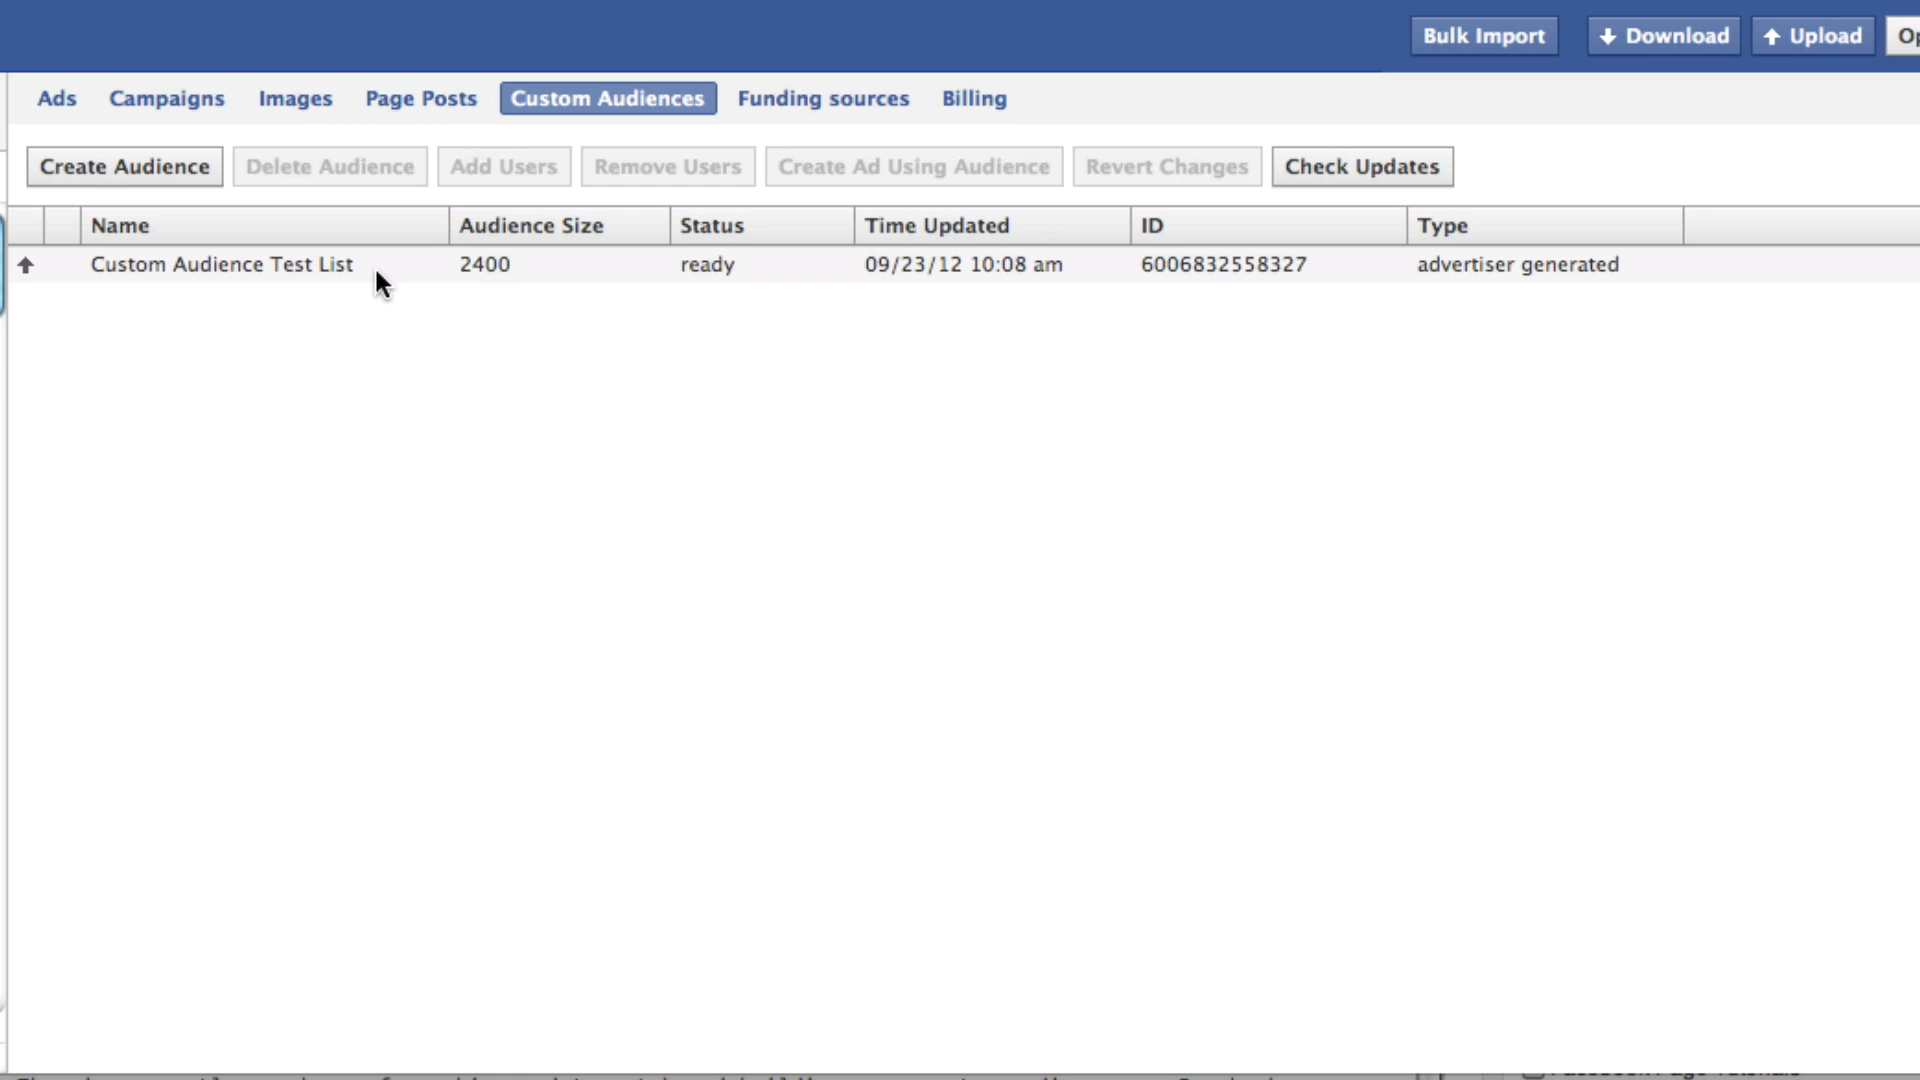 Bulk Import Download Upload
Ads Campaigns Images Page Posts Custom Audiences Funding sources Billing
Create Audience Delete Audience Add Users Remove Users Create Ad Using Audience Revert Changes Check Updates
Name Audience Size Status Time Updated ID Type
Custom Audience Test List 2400 ready 09/23/12 10:08 am 6006832558327 advertiser generated